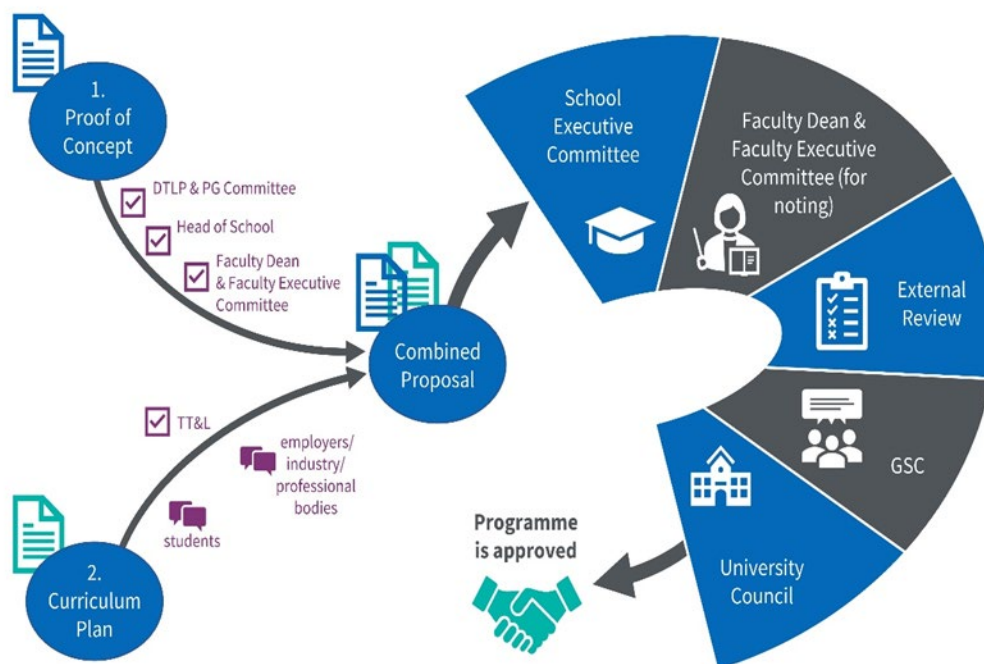 1.
Proof of
Concept
DTLP & PG Committee
Head of School
Faculty Dean
& Faculty Executive
Committee
2.
Curriculum
Plan
TT&L
students
employers/
industry/
professional
bodies
Combined
Proposal
School
Executive
Committee
Faculty Dean &
Faculty Executive
Committee (for
noting)
External
Review
GSC
University
Council
Programme
is approved